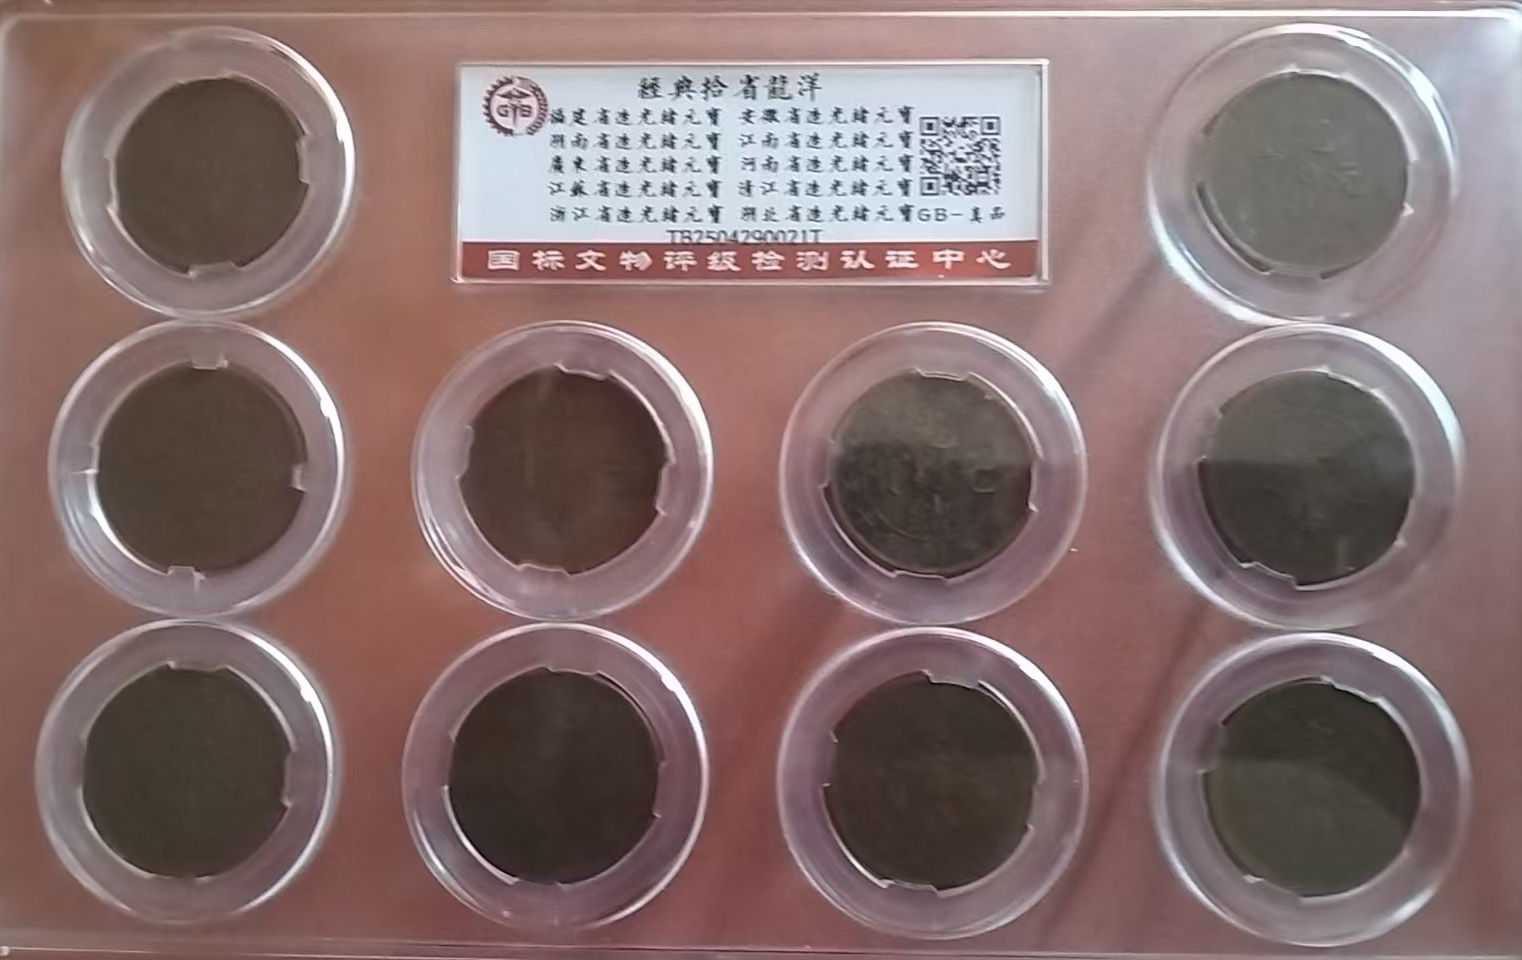 經典拾省龍洋
GB
福建省造光緒元寶 安徽省造光緒元寶
湖南省造光緒元寶 江南省造光緒元寶
廣東省造光緒元寶 河南省造光緒元寶
江蘇省造光緒元寶 清江省造光緒元寶
浙江省造光緒元寶 湖北省造光緒元寶 GB-真品
TB2504290021T
国标文物评级检测认证中心